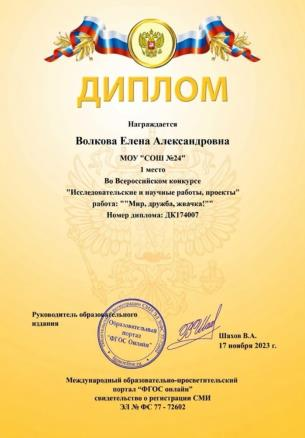 ДИПЛОМ
Награждается
Волкова Елена Александровна
МОУ "СОШ №24"
1 место
Во Всероссийском конкурсе
"Исследовательские и научные работы, проекты"
работа: ""Мир, дружба, жвачка!""
Номер диплома: ДК174007
Руководитель образовательного
издания
Образовательный
портал
"ФГОС Онлайн"
Шахов В.А.
17 ноября 2023 г.
Международный образовательно-просветительский
портал "ФГОС онлайн"
свидетельство о регистрации СМИ
ЭЛ № ФС 77 - 72602